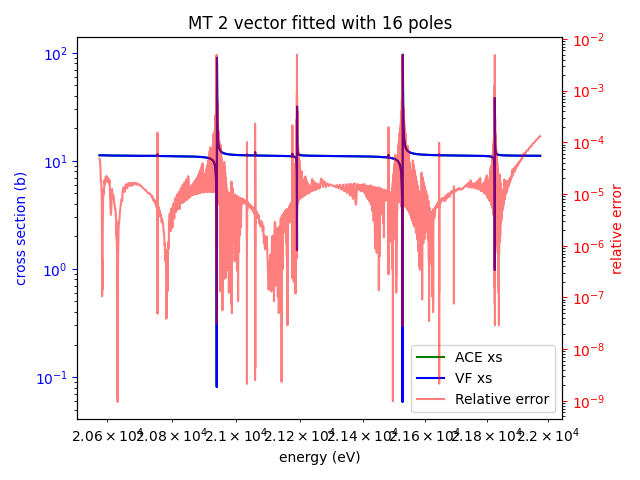 MT 2 vector fitted with 16 poles
10² 10¹ 10⁰ 10⁻¹
cross section (b)
10⁻² 10⁻³ 10⁻⁴ 10⁻⁵ 10⁻⁶ 10⁻⁷ 10⁻⁸ 10⁻⁹
relative error
ACE xs
VF xs
Relative error
2.06 × 10⁴ 2.08 × 10⁴ 2.1 × 10⁴ 2.12 × 10⁴ 2.14 × 10⁴ 2.16 × 10⁴ 2.18 × 10⁴ 2.2 × 10⁴
energy (eV)